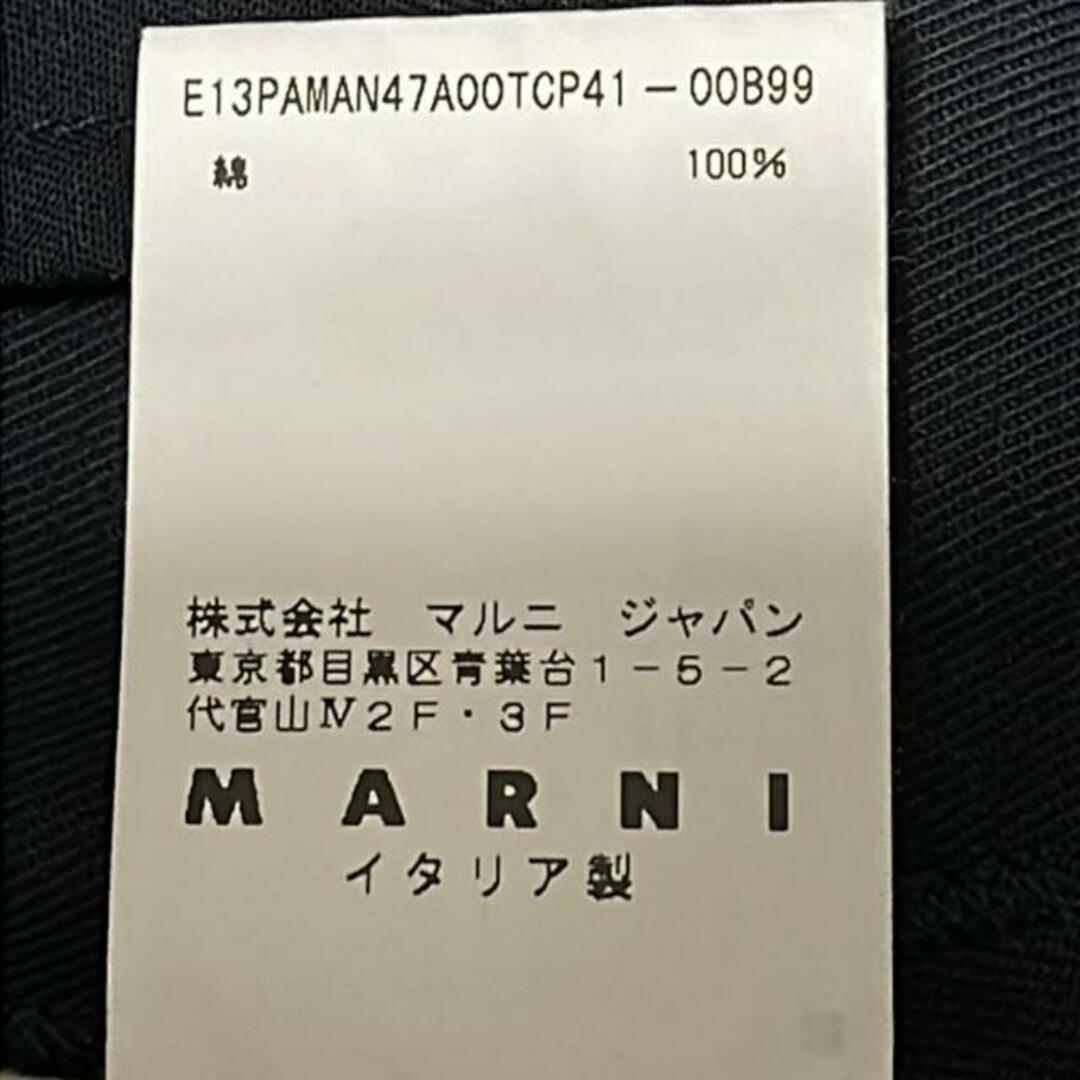 E13PAMAN47A00TCP41－00B99
綿 100%
株式会社　マルニ　ジャパン
東京都目黒区青葉台１－５－２
代官山Ⅳ２Ｆ・３Ｆ
MARNI
イタリア製